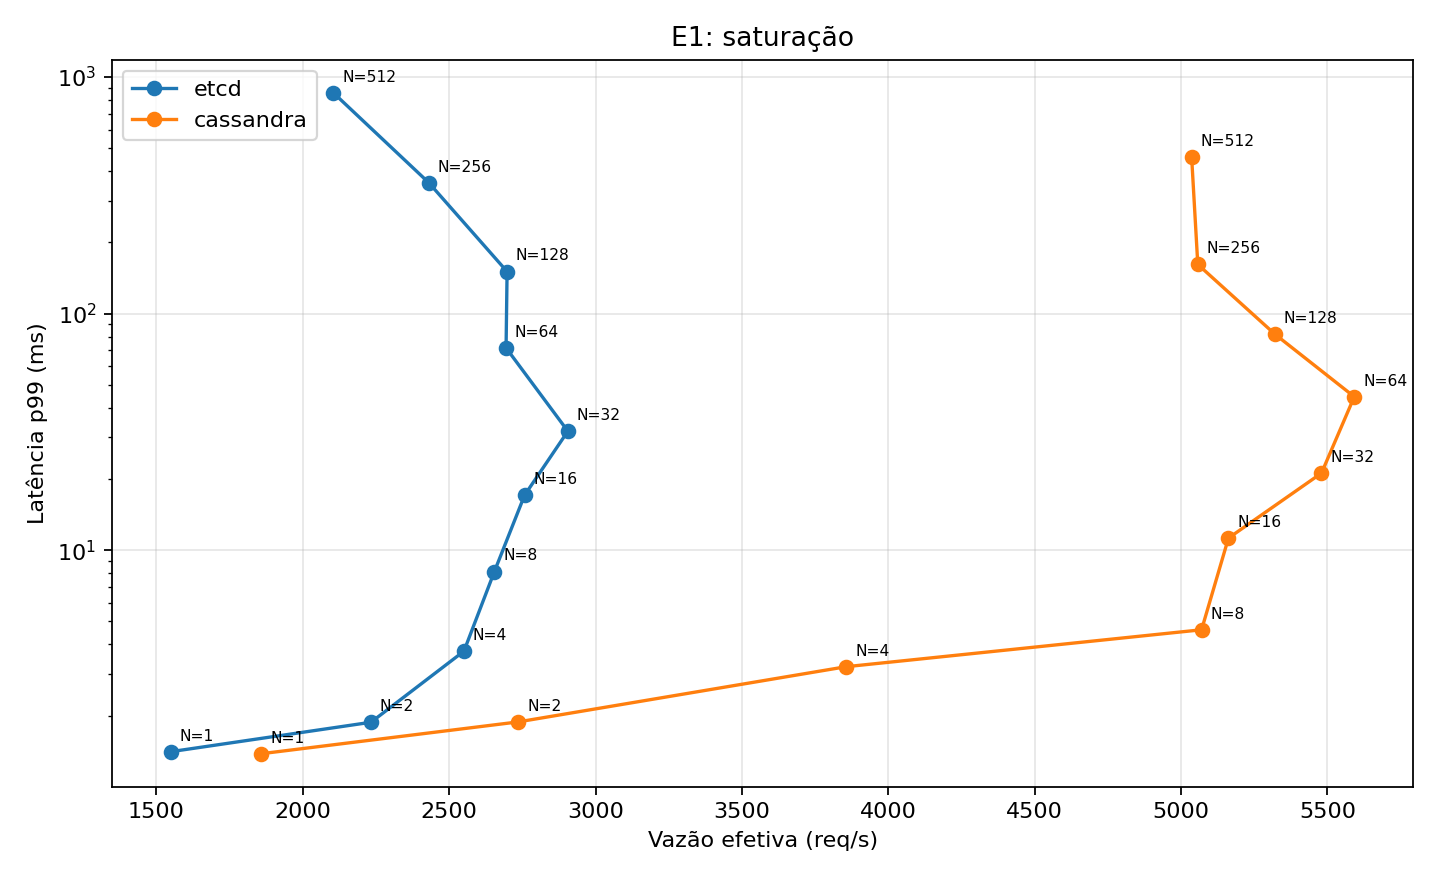 E1: saturação
etcd
cassandra
Latência p99 (ms)
10³
10²
10¹
N=512
N=256
N=128
N=64
N=32
N=16
N=8
N=4
N=2
N=1
N=512
N=256
N=128
N=64
N=32
N=16
N=8
N=4
N=2
N=1
1500 2000 2500 3000 3500 4000 4500 5000 5500
Vazão efetiva (req/s)